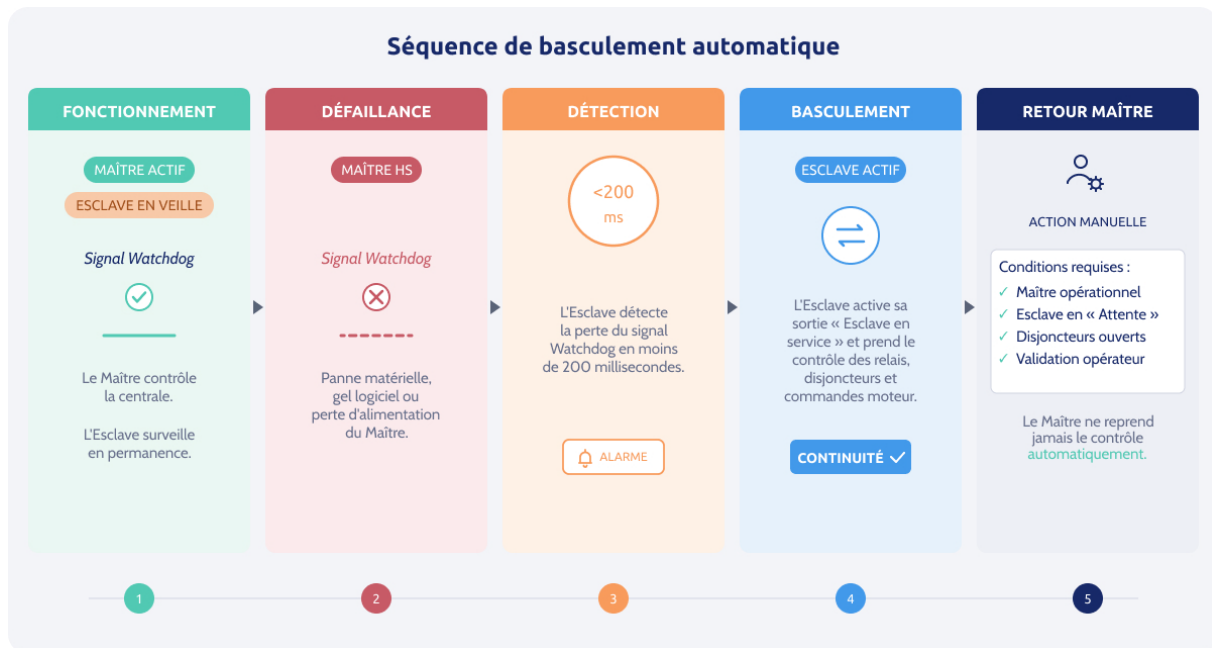 Séquence de basculement automatique
FONCTIONNEMENT
MAÎTRE ACTIF
ESCLAVE EN VEILLE
Signal Watchdog
Le Maître contrôle
la centrale.
L'Esclave surveille
en permanence.
DÉFAILLANCE
MAÎTRE HS
Signal Watchdog
Panne matérielle,
gel logiciel ou
perte d'alimentation
du Maître.
DÉTECTION
<200
ms
L'Esclave détecte
la perte du signal
Watchdog en moins
de 200 millisecondes.
ALARME
BASCULEMENT
ESCLAVE ACTIF
L'Esclave active sa
sortie « Esclave en
service » et prend le
contrôle des relais,
disjoncteurs et
commandes moteur.
CONTINUITÉ
RETOUR MAÎTRE
ACTION MANUELLE
Conditions requises :
✓ Maître opérationnel
✓ Esclave en « Attente »
✓ Disjoncteurs ouverts
✓ Validation opérateur
Le Maître ne reprend
jamais le contrôle
automatiquement.
1
2
3
4
5